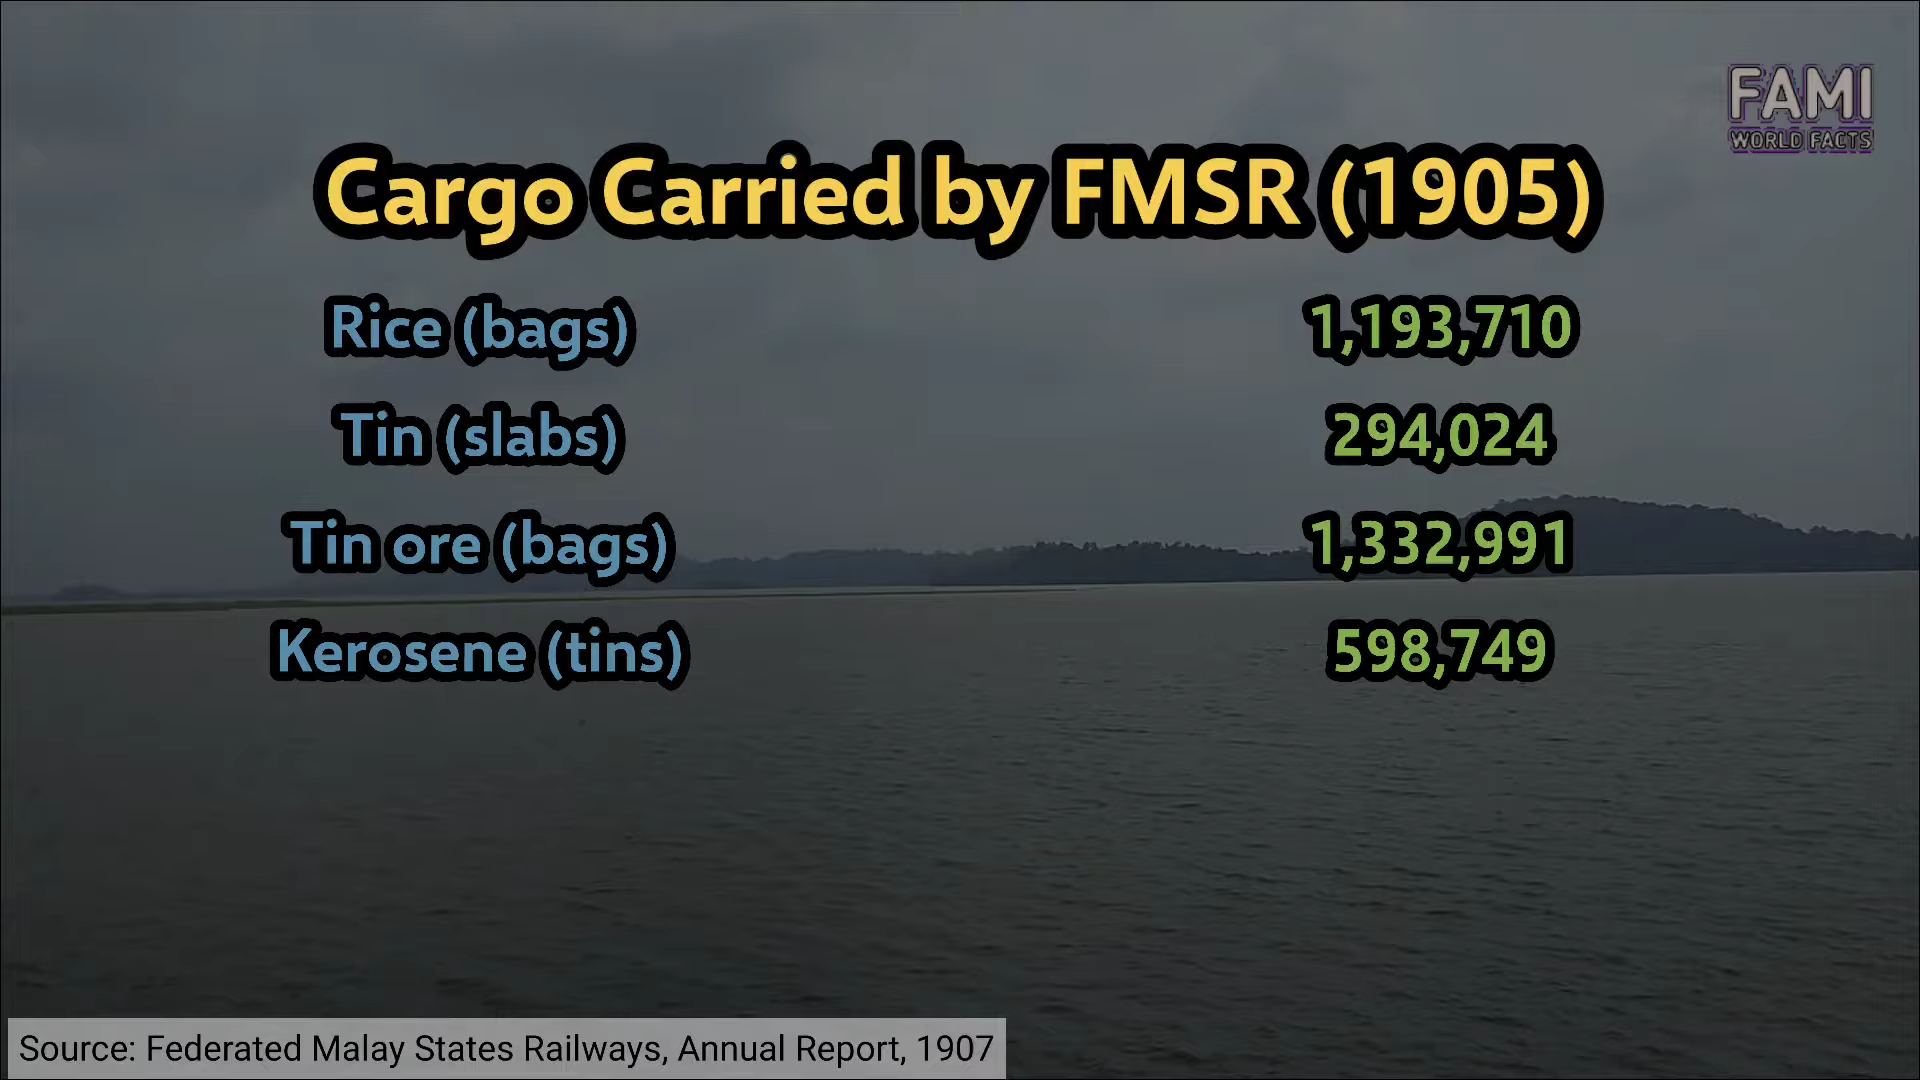 FAMI
WORLD FACTS
Cargo Carried by FMSR (1905)
Rice (bags) 1,193,710
Tin (slabs) 294,024
Tin ore (bags) 1,332,991
Kerosene (tins) 598,749
Source: Federated Malay States Railways, Annual Report, 1907